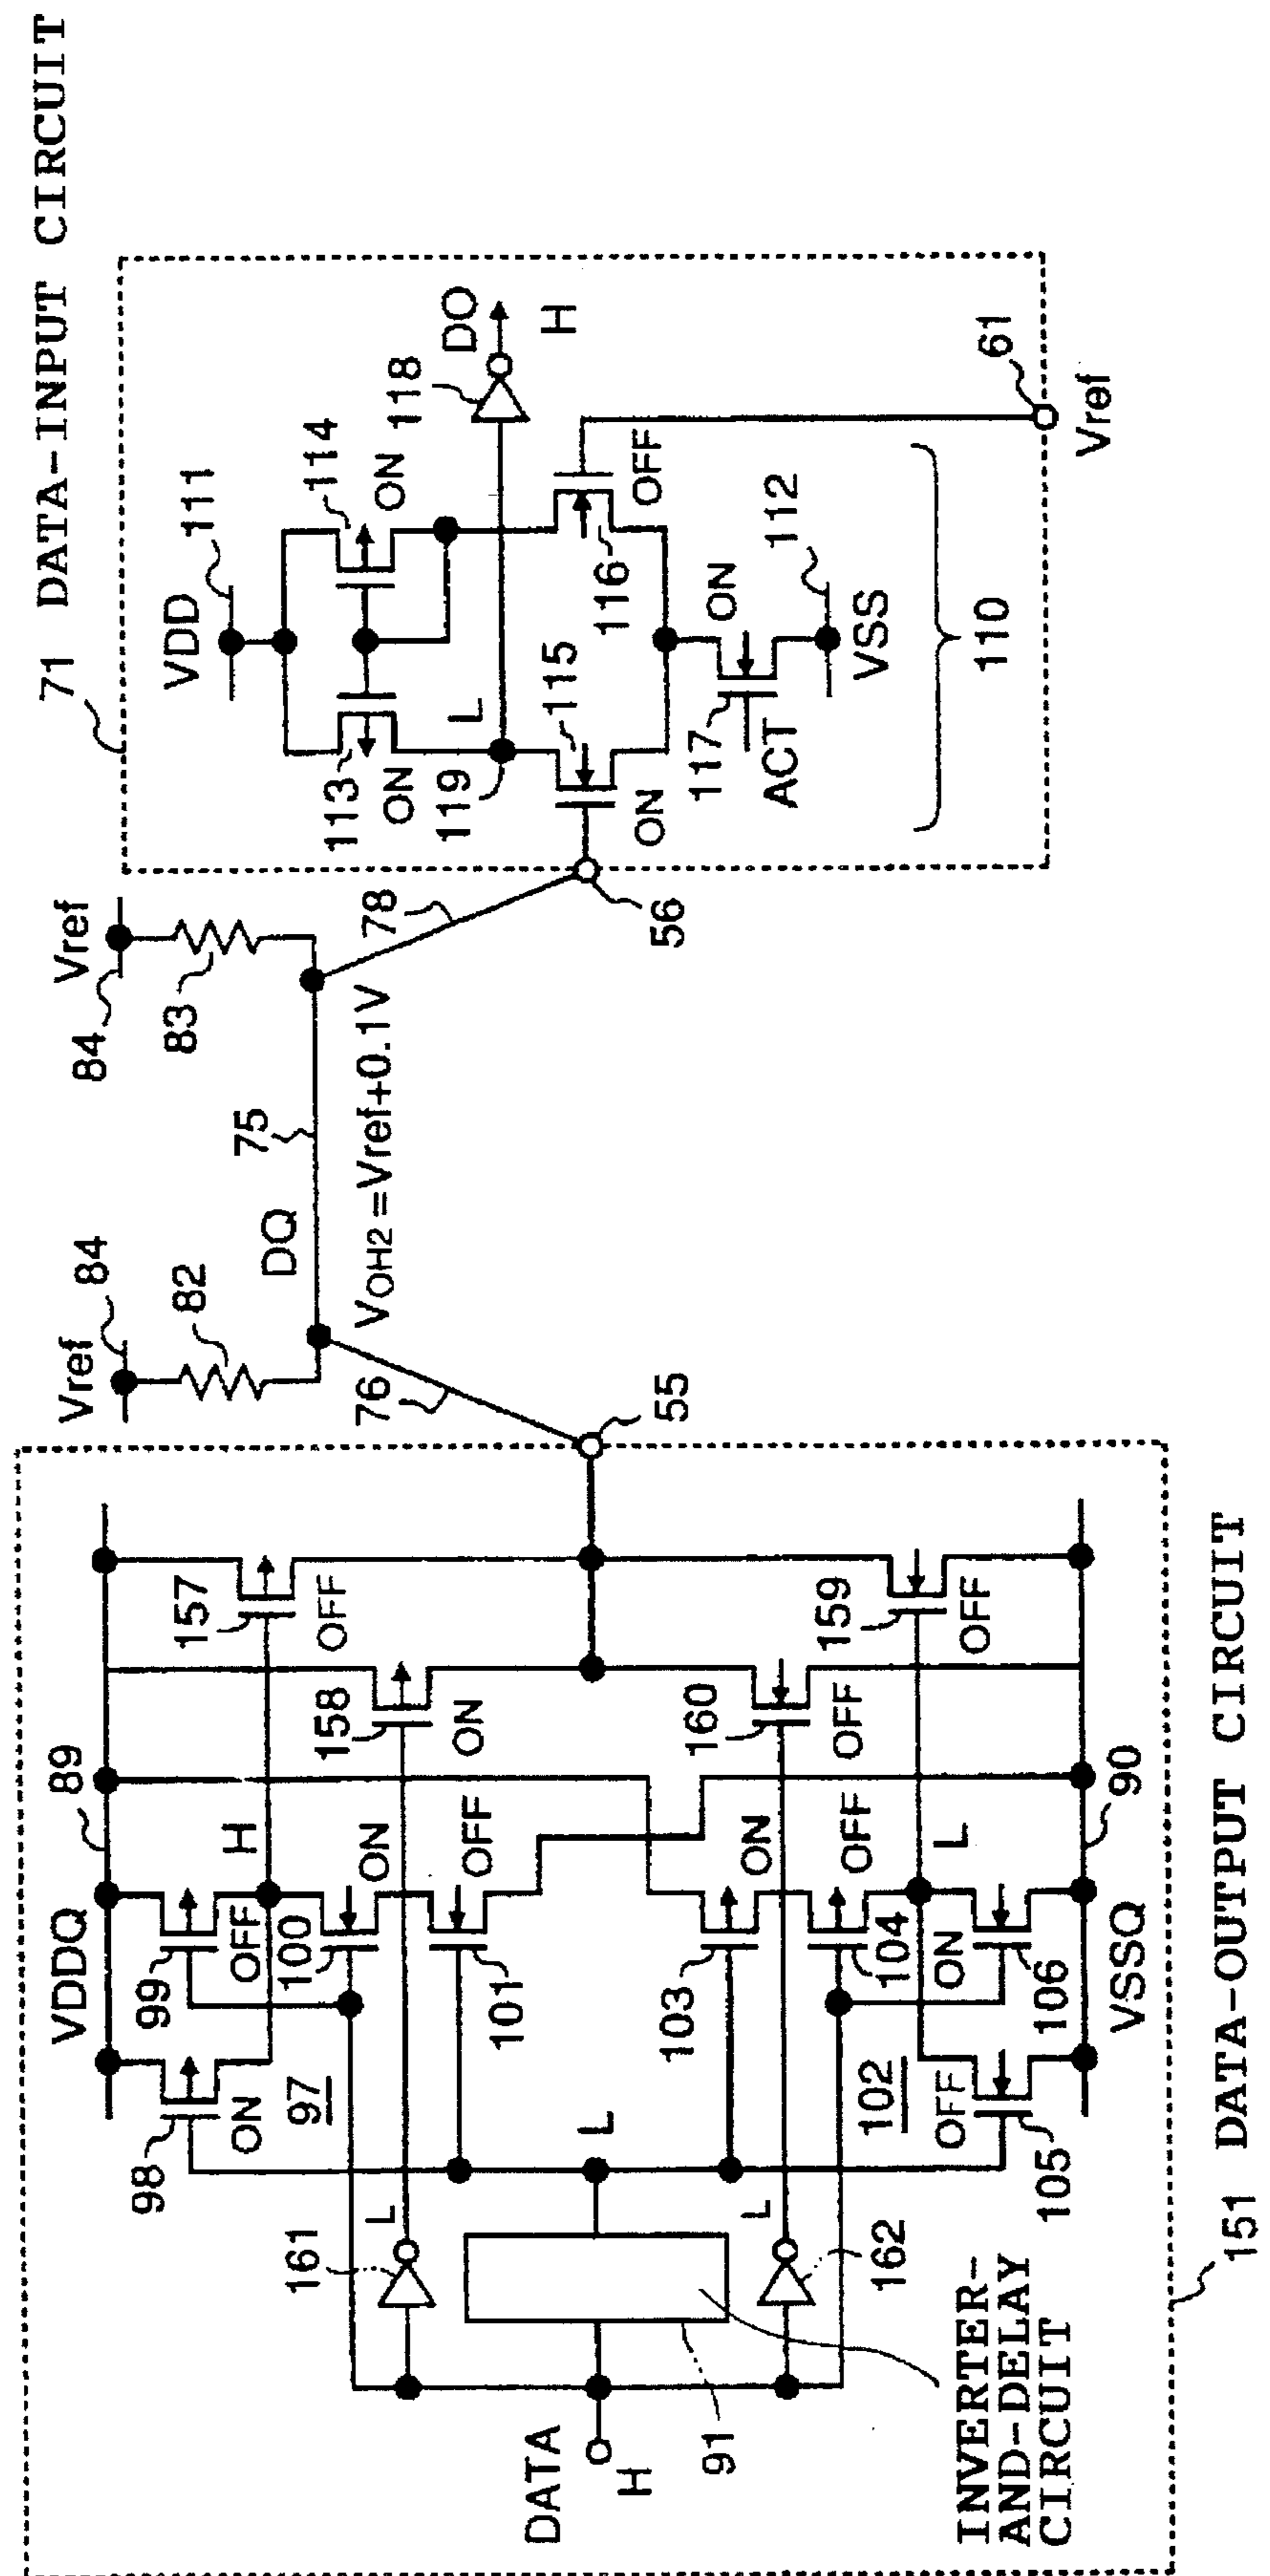 71 DATA-INPUT CIRCUIT
VDD
111
113
ON
114
ON
L
119
118
DO
H
115
ON
116
OFF
117
ACT
ON
112
VSS
110
61
Vref
56
78
Vref
84
83
75
DQ
VOH2=Vref+0.1V
Vref
84
82
76
55
VDDQ
89
98
ON
99
OFF
H
100
ON
97
101
OFF
157
OFF
158
ON
161
L
DATA
H
91
L
103
ON
104
OFF
160
OFF
159
OFF
162
L
102
105
OFF
106
ON
L
VSSQ
90
INVERTER-
AND-DELAY
CIRCUIT
151 DATA-OUTPUT CIRCUIT